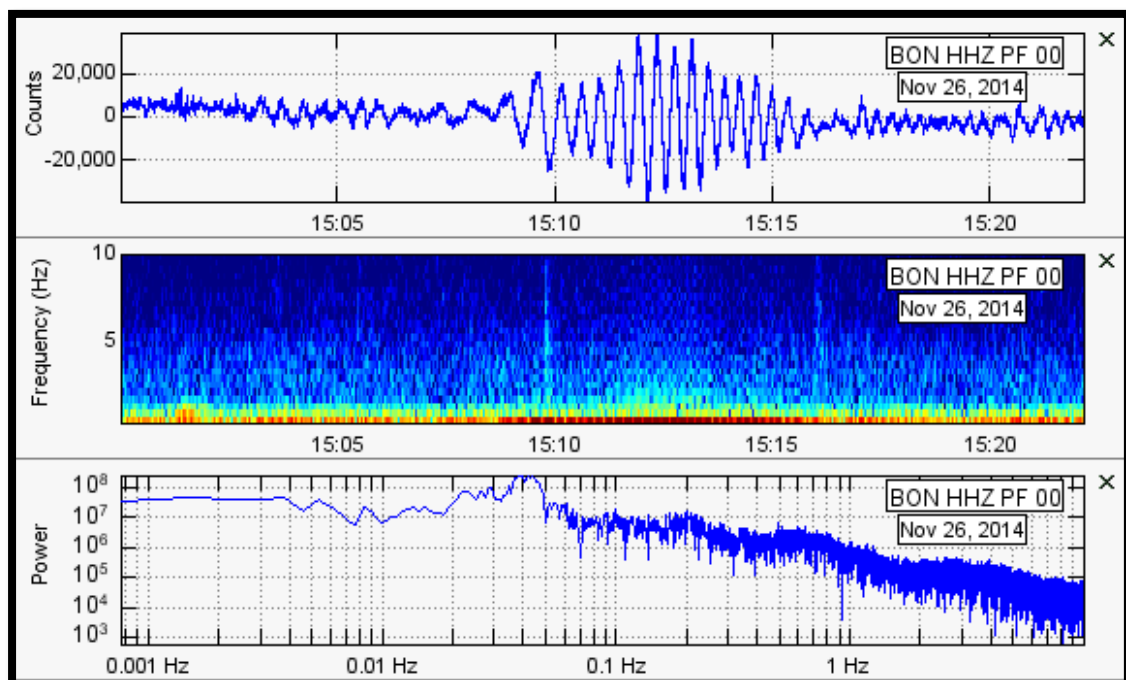 BON HHZ PF 00
Nov 26, 2014
Counts
20,000
0
-20,000
15:05 15:10 15:15 15:20
BON HHZ PF 00
Nov 26, 2014
Frequency (Hz)
10
5
15:05 15:10 15:15 15:20
BON HHZ PF 00
Nov 26, 2014
Power
10⁸
10⁷
10⁶
10⁵
10⁴
10³
0.001 Hz 0.01 Hz 0.1 Hz 1 Hz